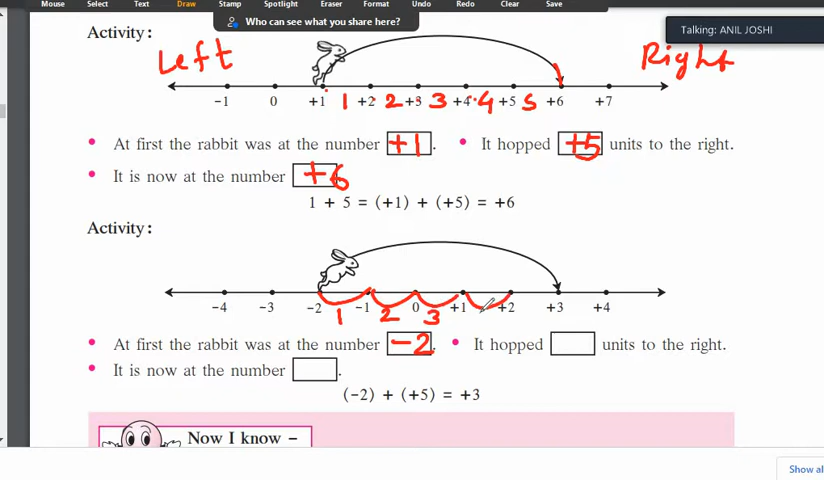 Mouse Select Text Draw Stamp Spotlight Eraser Format Undo Redo Clear Save
Who can see what you share here?
Talking: ANIL JOSHI
Activity:
Left
Right
-1 0 +1 1 +2 2 +3 3 +4 4 +5 5 +6 +7
• At first the rabbit was at the number +1. • It hopped +5 units to the right.
• It is now at the number +6
1 + 5 = (+1) + (+5) = +6
Activity:
-4 -3 -2 -1 0 +1 +2 +3 +4
1 2 3
• At first the rabbit was at the number -2. • It hopped units to the right.
• It is now at the number .
(-2) + (+5) = +3
Now I know –
Show al